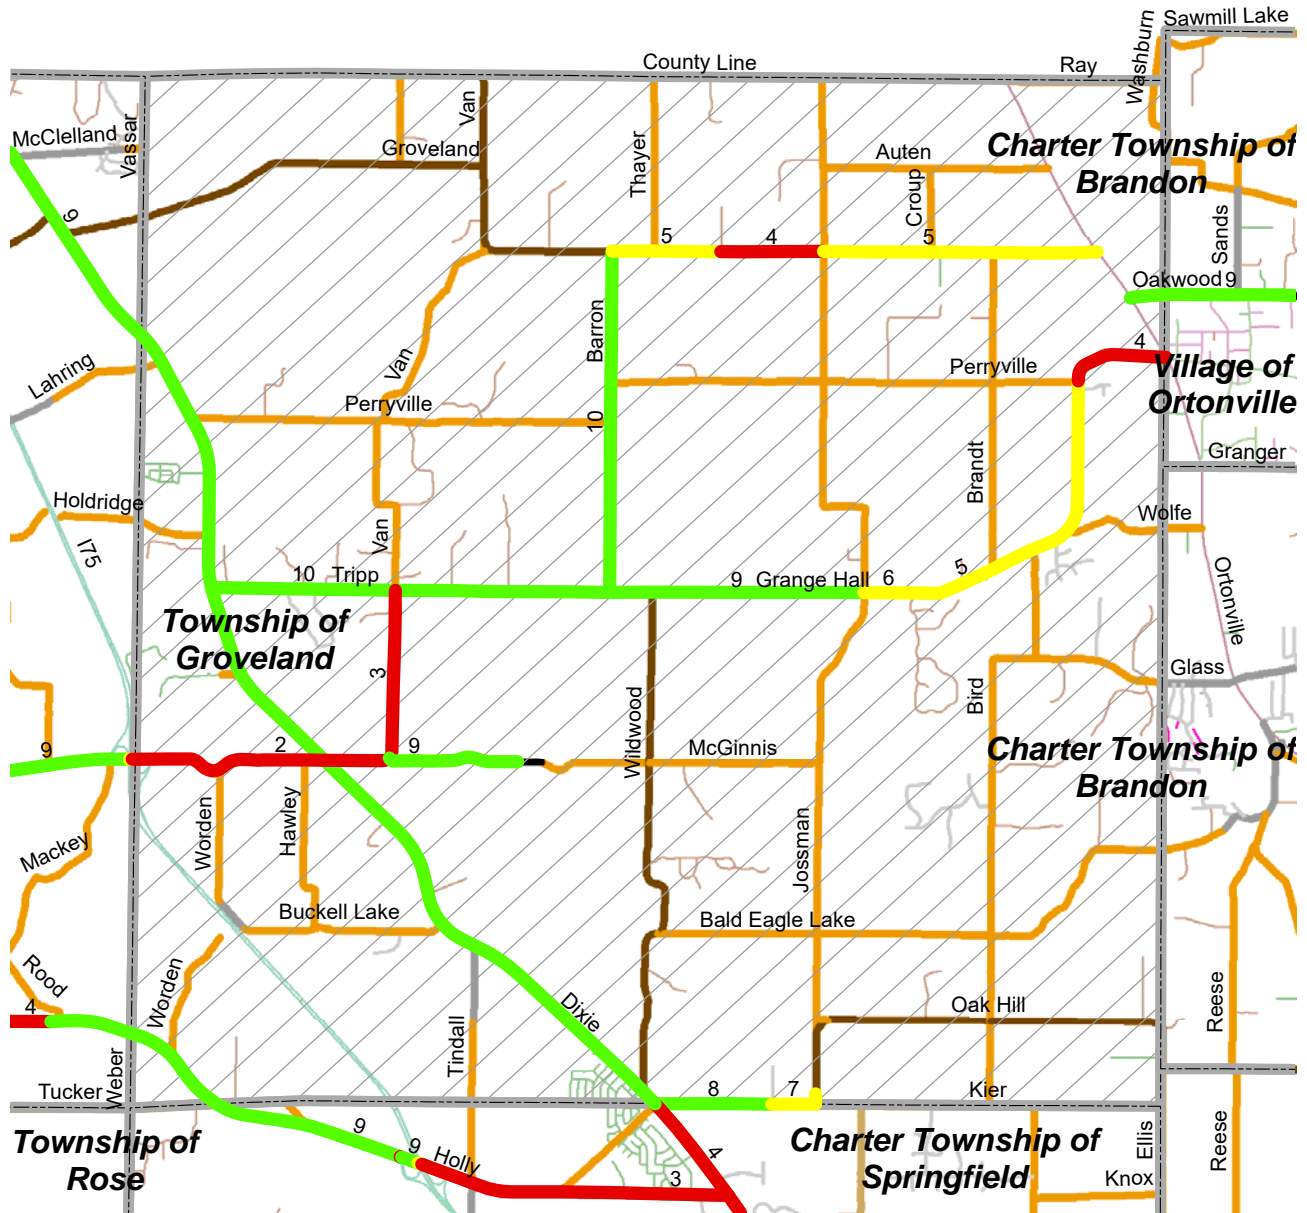 Sawmill Lake
County Line
Ray
Washburn
Van
McClelland
Vassar
Groveland
Thayer
Auten
Croup
Charter Township of
Brandon
Sands
9
5
4
5
Oakwood
9
Barron
4
Lahring
Van
Perryville
Perryville
Village of
Ortonville
10
Granger
Brandt
Holdridge
I75
Van
Wolfe
10
Tripp
9
Grange Hall
6
5
Ortonville
Township of
Groveland
3
Glass
Bird
Wildwood
9
2
9
McGinnis
Charter Township of
Brandon
Worden
Hawley
Mackey
Jossman
Buckell Lake
Bald Eagle Lake
Rood
Worden
4
Dixie
Oak Hill
Reese
Tindall
Weber
Tucker
8
7
Kier
9
9
Holly
4
3
Township of
Rose
Charter Township of
Springfield
Ellis
Reese
Knox